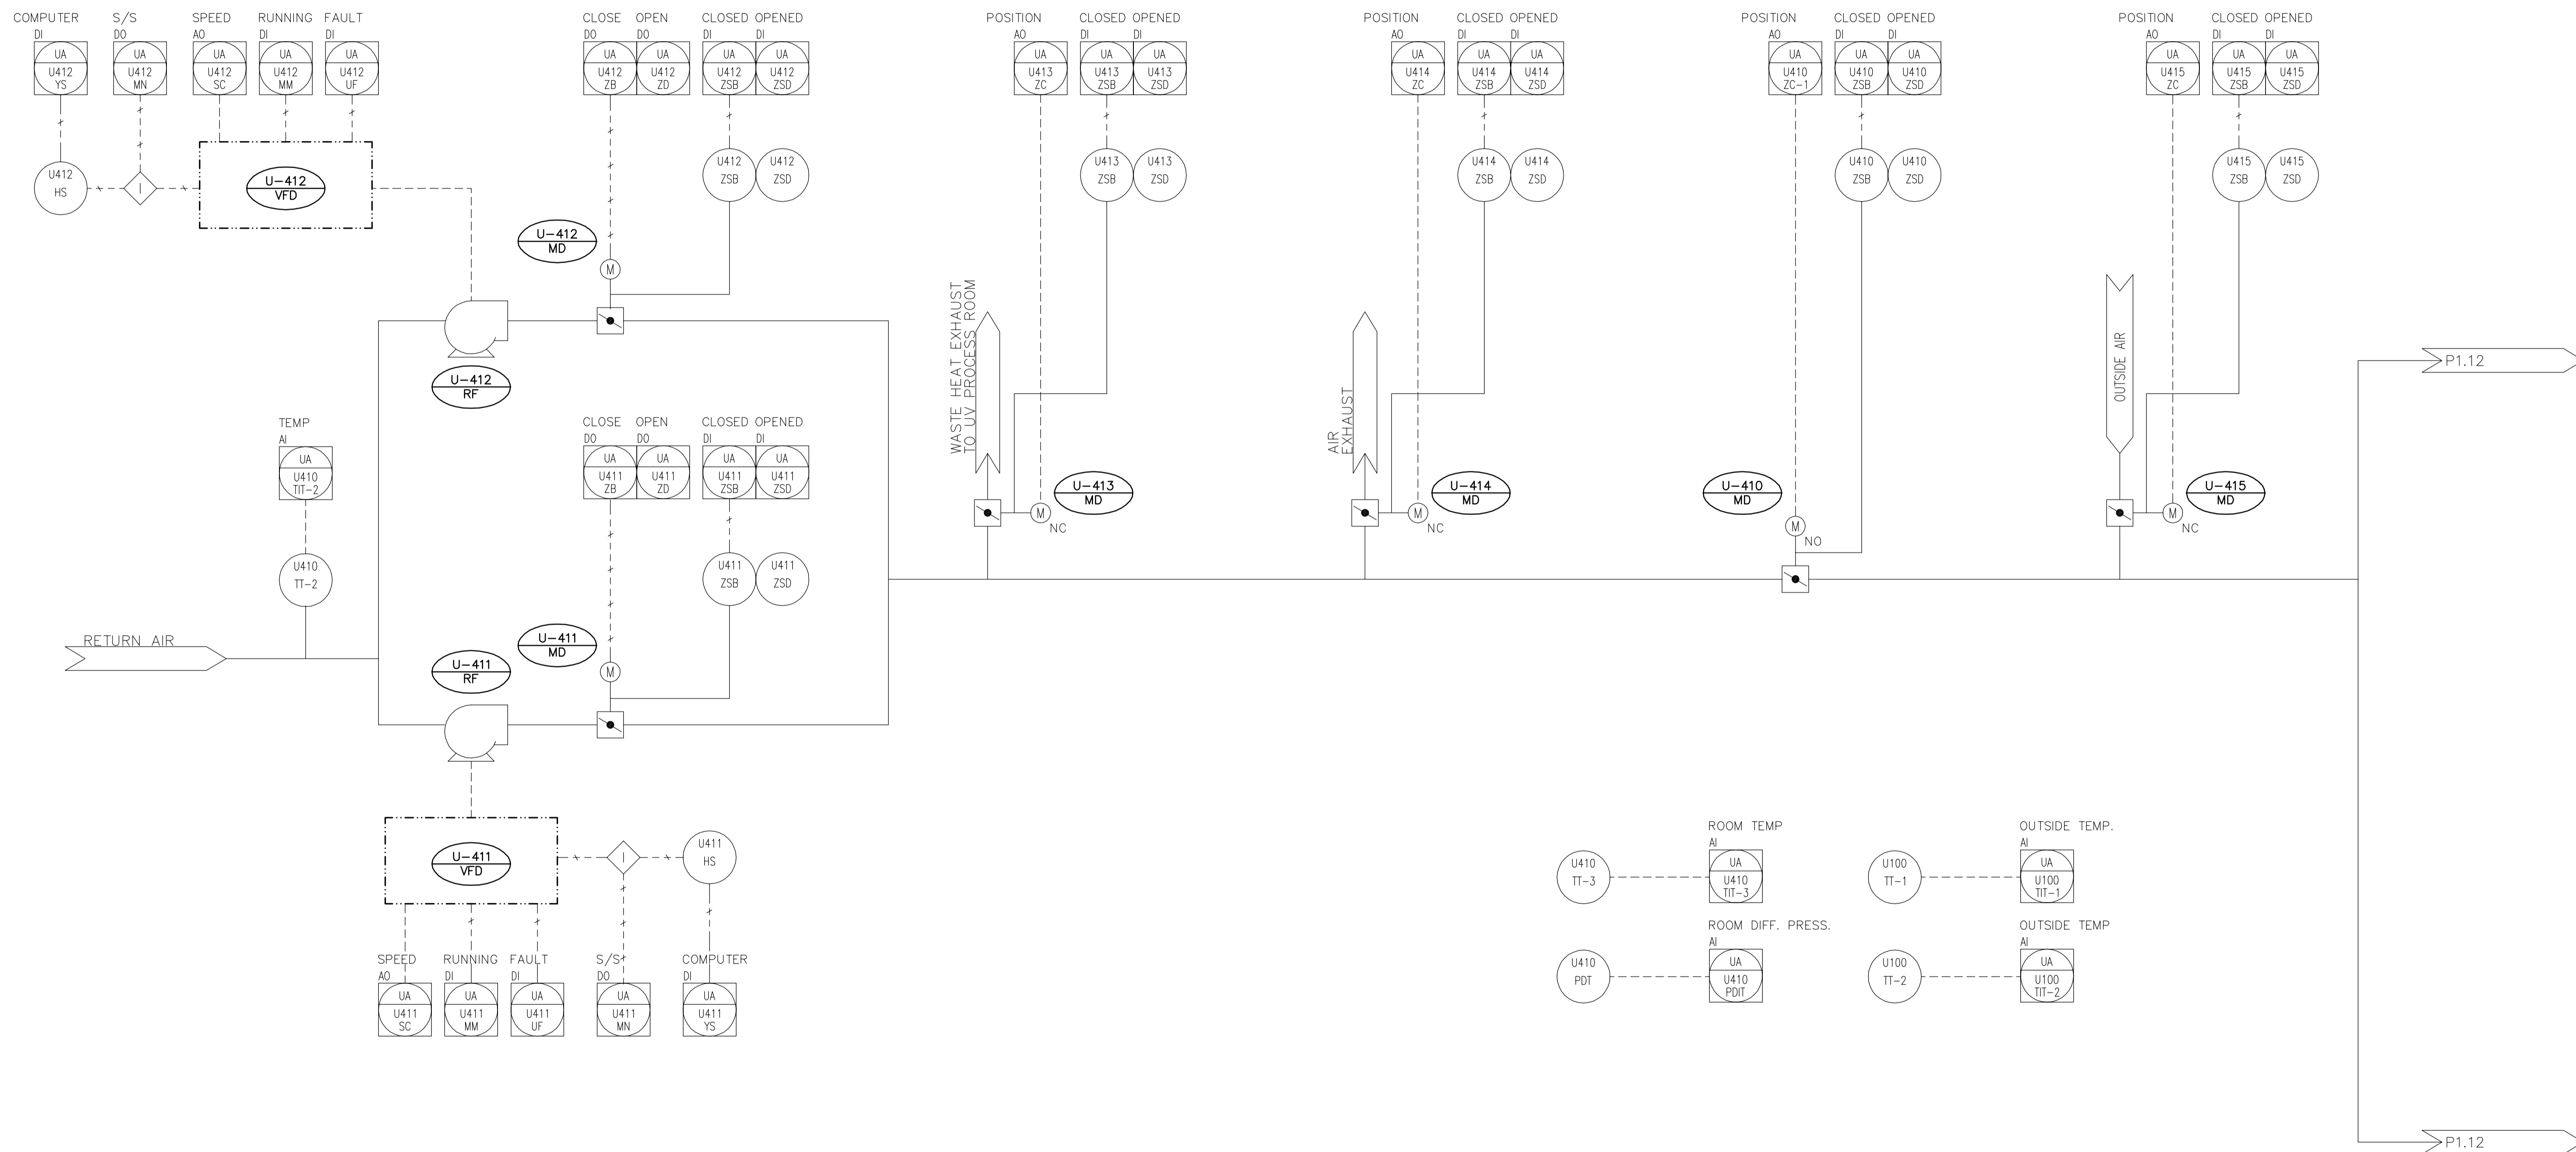 COMPUTER S/S SPEED RUNNING FAULT CLOSE OPEN CLOSED OPENED POSITION CLOSED OPENED POSITION CLOSED OPENED POSITION CLOSED OPENED POSITION CLOSED OPENED
DI DO AO DI DI DO DO DI DI AO DI DI AO DI DI AO DI DI AO DI DI
UA UA UA UA UA UA UA UA UA UA UA UA UA UA UA UA UA UA UA UA UA
U412 U412 U412 U412 U412 U412 U412 U412 U412 U413 U413 U413 U414 U414 U414 U410 U410 U410 U415 U415 U415
YS MN SC MM UF ZB ZD ZSB ZSD ZC ZSB ZSD ZC ZSB ZSD ZC-1 ZSB ZSD ZC ZSB ZSD
U412 U412 U412 U413 U413 U414 U414 U410 U410 U415 U415
HS ZSB ZSD ZSB ZSD ZSB ZSD ZSB ZSD ZSB ZSD
I
U-412
VFD
U-412
MD
M
U-412
RF
WASTE HEAT EXHAUST
TO UV PROCESS ROOM
AIR
EXHAUST
OUTSIDE AIR
P1.12
TEMP CLOSE OPEN CLOSED OPENED
AI DO DO DI DI
UA UA UA UA UA
U410 U411 U411 U411 U411
TIT-2 ZB ZD ZSB ZSD
U-413
MD
M
NC
U-414
MD
M
NC
U-410
MD
M
NO
U-415
MD
M
NC
U410 U411 U411
TT-2 ZSB ZSD
RETURN AIR
U-411
MD
M
U-411
RF
U-411
VFD
I
U411
HS
SPEED RUNNING FAULT S/S COMPUTER
AO DI DI DO DI
UA UA UA UA UA
U411 U411 U411 U411 U411
SC MM UF MN YS
ROOM TEMP OUTSIDE TEMP.
AI AI
U410 UA U100 UA
TT-3 U410 TT-1 U100
TIT-3 TIT-1
ROOM DIFF. PRESS. OUTSIDE TEMP
AI AI
U410 UA U100 UA
PDT U410 TT-2 U100
PDIT TIT-2
P1.12